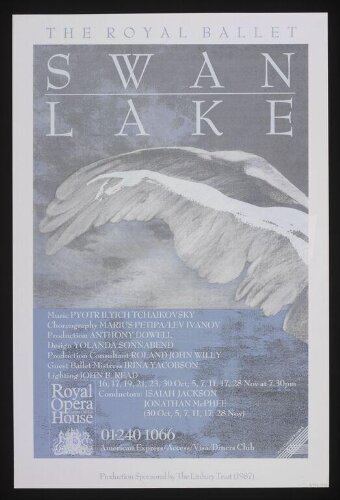 THE ROYAL BALLET
SWAN
LAKE
Music PYOTR ILYICH TCHAIKOVSKY
Choreography MARIUS PETIPA/LEV IVANOV
Production ANTHONY DOWELL
Design YOLANDA SONNABEND
Production Consultant ROLAND JOHN WILEY
Guest Ballet Mistress IRINA YACOBSON
Lighting JOHN B. READ
16, 17, 19, 21, 23, 30 Oct, 5, 7, 11, 17, 28 Nov at 7.30pm
Conductors: ISAIAH JACKSON
JONATHAN McPHEE
(30 Oct, 5, 7, 11, 17, 28 Nov)
Royal
Opera
House
01-240 1066
American Express/Access/Visa/Diners Club
Production Sponsored by The Linbury Trust (1987)